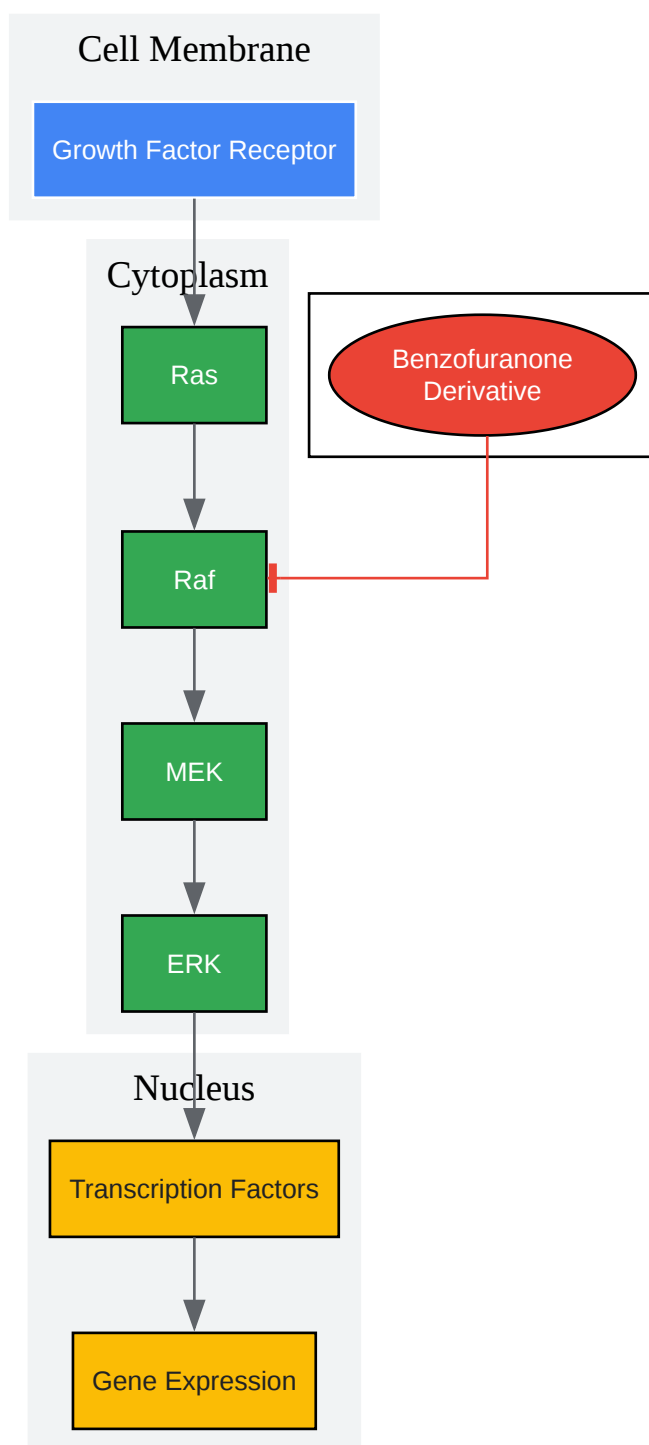 Cell Membrane
Growth Factor Receptor
Cytoplasm
Ras
Benzofuranone
Derivative
Raf
MEK
ERK
Nucleus
Transcription Factors
Gene Expression